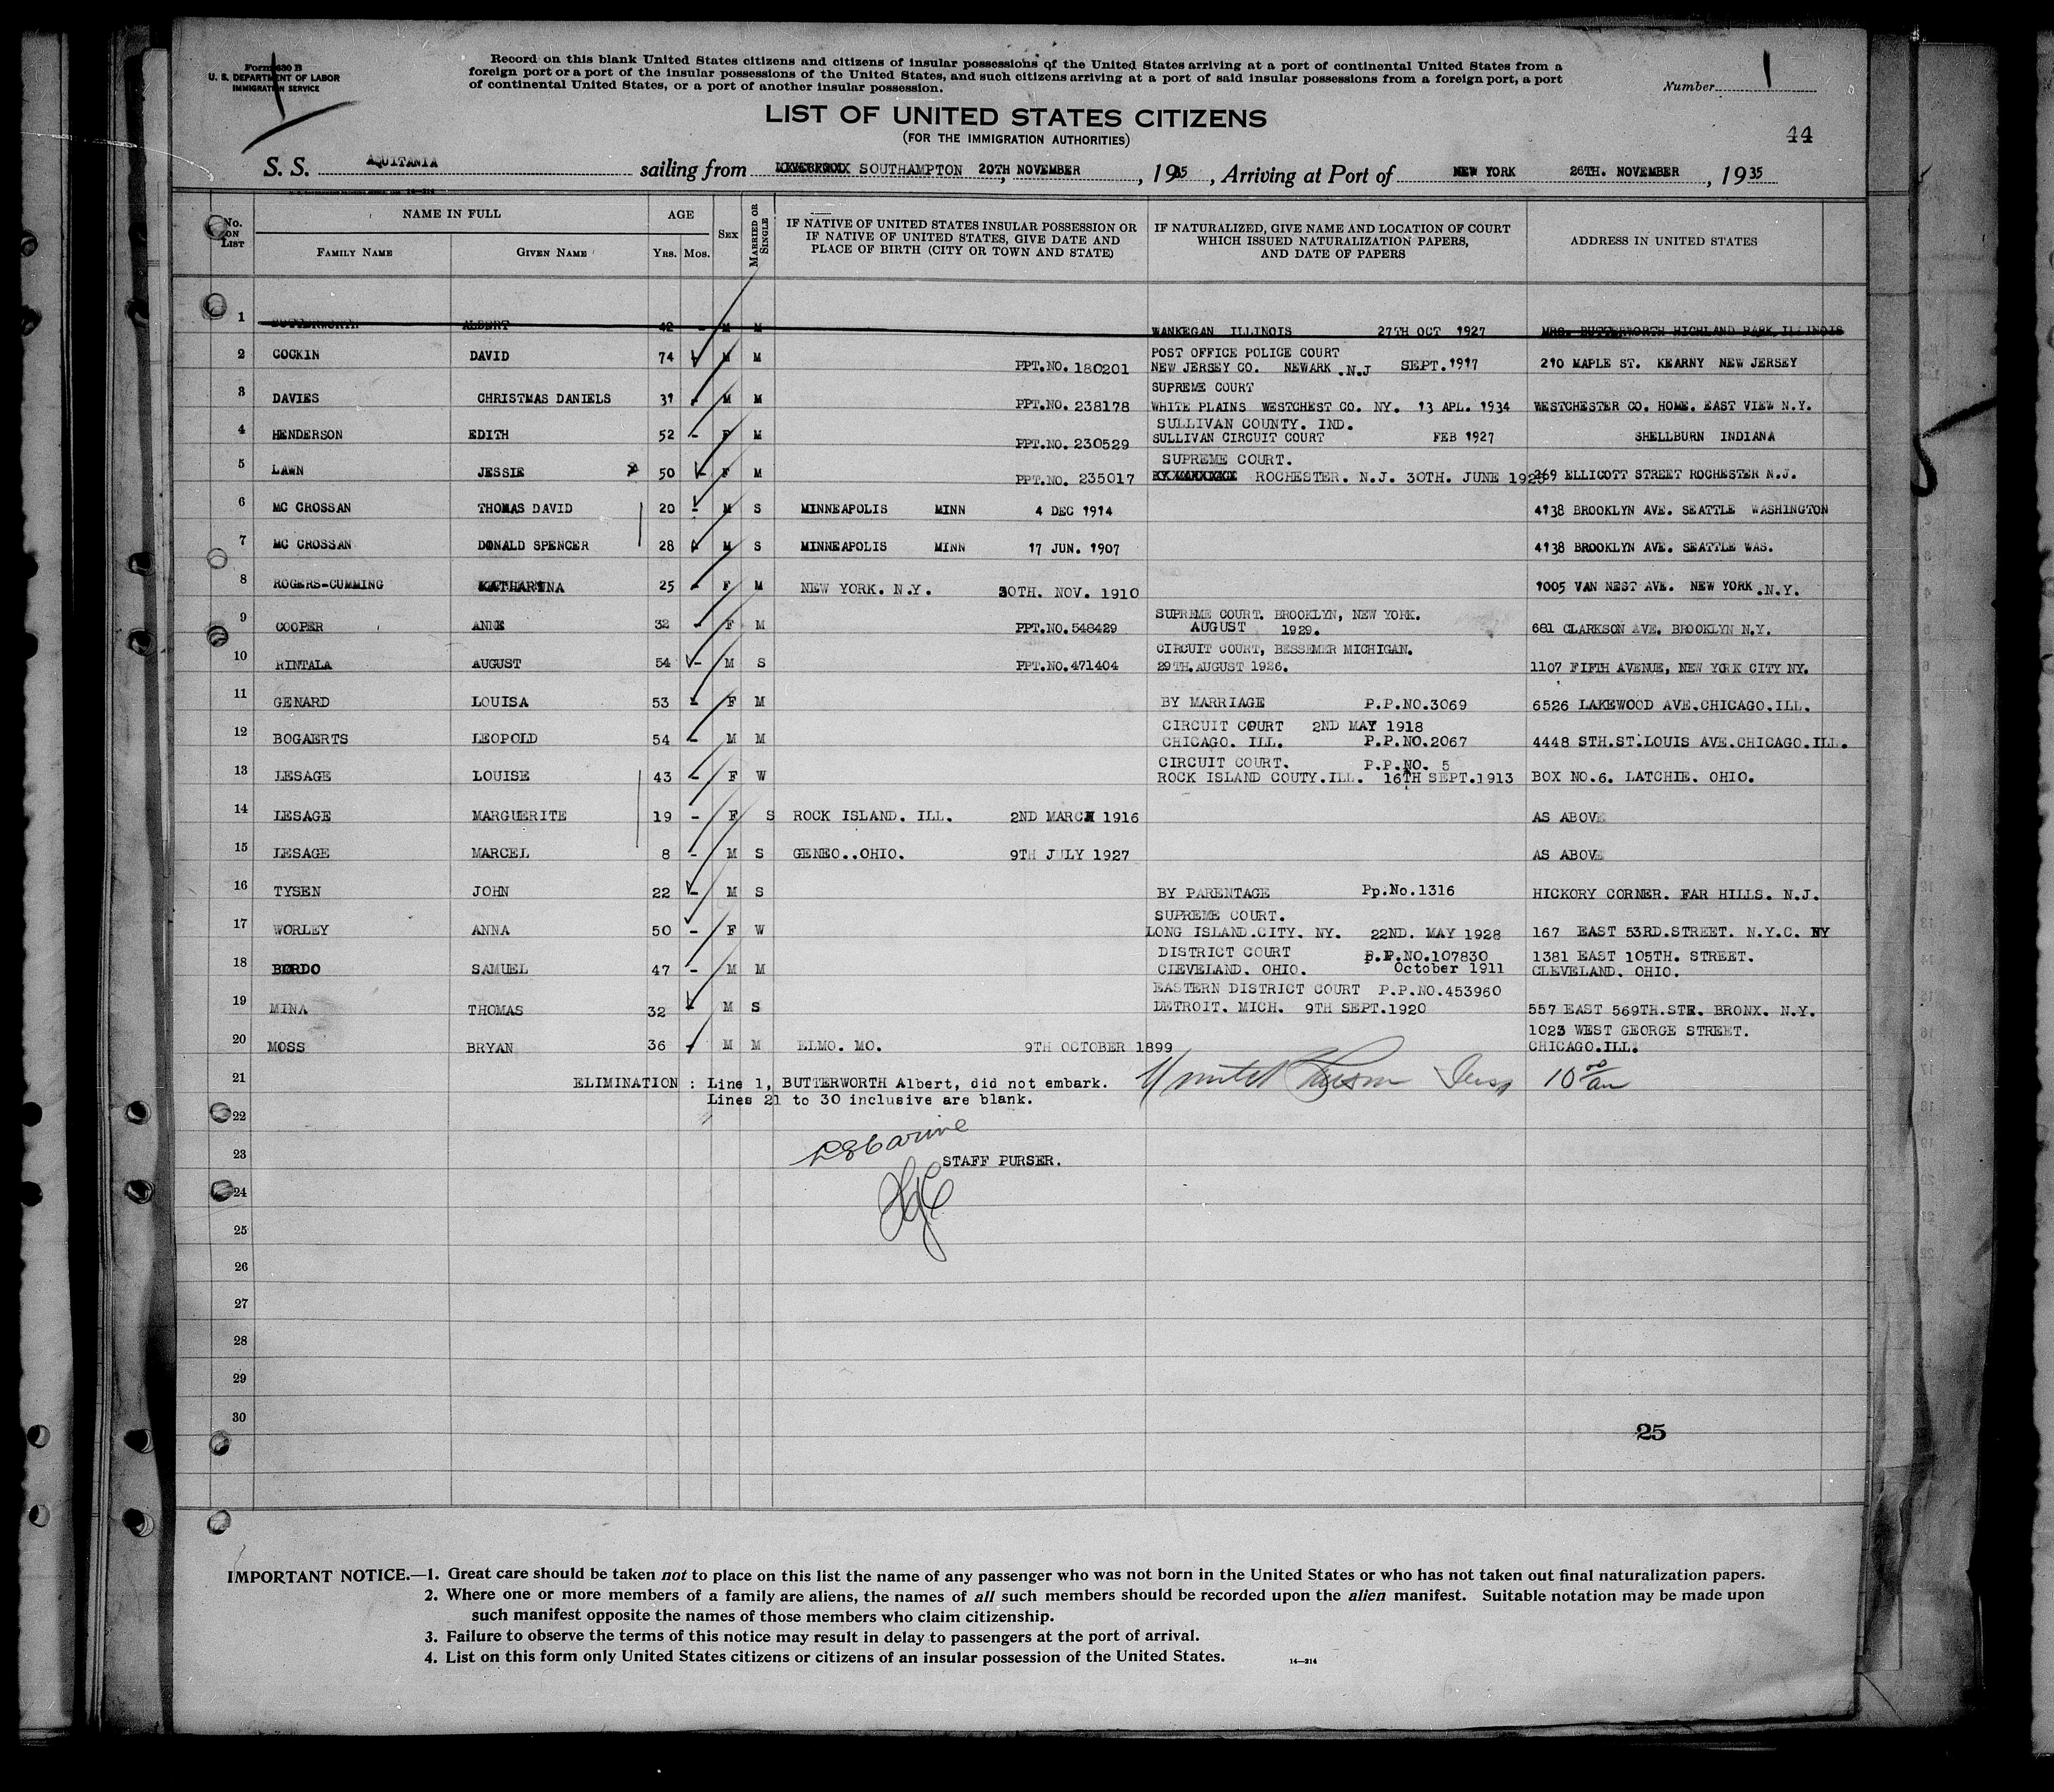 Form 630 B
U. S. DEPARTMENT OF LABOR
IMMIGRATION SERVICE
Record on this blank United States citizens and citizens of insular possessions of the United States arriving at a port of continental United States from a
foreign port or a port of the insular possessions of the United States, and such citizens arriving at a port of said insular possessions from a foreign port, a port
of continental United States, or a port of another insular possession.
Number 1
LIST OF UNITED STATES CITIZENS
(FOR THE IMMIGRATION AUTHORITIES)
44
S. S. AQUITANIA sailing from SOUTHAMPTON 20TH NOVEMBER, 1935, Arriving at Port of NEW YORK 26TH. NOVEMBER, 1935
No. ON LIST NAME IN FULL FAMILY NAME GIVEN NAME AGE YRS. MOS. SEX MARRIED OR SINGLE IF NATIVE OF UNITED STATES INSULAR POSSESSION OR IF NATIVE OF UNITED STATES, GIVE DATE AND PLACE OF BIRTH (CITY OR TOWN AND STATE) IF NATURALIZED, GIVE NAME AND LOCATION OF COURT WHICH ISSUED NATURALIZATION PAPERS, AND DATE OF PAPERS ADDRESS IN UNITED STATES
1 BUTTERWORTH ALBERT 42 - M M WANKEGAN ILLINOIS 27TH OCT 1927 MRS. BUTTERWORTH HIGHLAND PARK ILLINOIS
POST OFFICE POLICE COURT
2 COCKIN DAVID 74 M M PPT.NO. 180201 NEW JERSEY CO. NEWARK .N.J SEPT.1917 210 MAPLE ST. KEARNY NEW JERSEY
SUPREME COURT
3 DAVIES CHRISTMAS DANIELS 31 - M M PPT.NO. 238178 WHITE PLAINS WESTCHEST CO. NY. 13 APL. 1934 WESTCHESTER CO. HOME. EAST VIEW N.Y.
SULLIVAN COUNTY. IND.
4 HENDERSON EDITH 52 - F M PPT.NO. 230529 SULLIVAN CIRCUIT COURT FEB 1927 SHELLBURN INDIANA
SUPREME COURT.
5 LAWN JESSIE 50 - F M PPT.NO. 235017 ROCHESTER. N.J. 30TH. JUNE 1925 269 ELLICOTT STREET ROCHESTER N.J.
6 MC CROSSAN THOMAS DAVID 20 - M S MINNEAPOLIS MINN 4 DEC 1914 4138 BROOKLYN AVE. SEATTLE WASHINGTON
7 MC CROSSAN DONALD SPENCER 28 - M S MINNEAPOLIS MINN 17 JUN. 1907 4138 BROOKLYN AVE. SEATTLE WAS.
8 ROGERS-CUMMING KATHARINA 25 - F M NEW YORK. N.Y. 30TH. NOV. 1910 1005 VAN NEST AVE. NEW YORK .N.Y.
SUPREME COURT. BROOKLYN, NEW YORK.
9 COOPER ANNE 32 - F M PPT.NO.548429 AUGUST 1929. 681 CLARKSON AVE. BROOKLYN N.Y.
CIRCUIT COURT, BESSEMER MICHIGAN.
10 RINTALA AUGUST 54 - M S PPT.NO.471404 29TH.AUGUST 1926. 1107 FIFTH AVENUE, NEW YORK CITY NY.
11 GENARD LOUISA 53 - F M BY MARRIAGE P.P.NO.3069 6526 LAKEWOOD AVE.CHICAGO.ILL.
CIRCUIT COURT 2ND MAY 1918
12 BOGAERTS LEOPOLD 54 - M M CHICAGO. ILL. P.P.NO.2067 4448 STH.ST.LOUIS AVE.CHICAGO.ILL.
CIRCUIT COURT. P.P.NO. 5
13 LESAGE LOUISE 43 - F W ROCK ISLAND COUTY.ILL. 16TH SEPT.1913 BOX NO.6. LATCHIE. OHIO.
14 LESAGE MARGUERITE 19 - F S ROCK ISLAND. ILL. 2ND MARCH 1916 AS ABOVE
15 LESAGE MARCEL 8 - M S GENEO..OHIO. 9TH JULY 1927 AS ABOVE
16 TYSEN JOHN 22 - M S BY PARENTAGE Pp.No.1316 HICKORY CORNER. FAR HILLS. N.J.
SUPREME COURT.
17 WORLEY ANNA 50 - F W LONG ISLAND.CITY. NY. 22ND. MAY 1928 167 EAST 53RD.STREET. N.Y.C. NY
DISTRICT COURT P.P.NO.107830 1381 EAST 105TH. STREET.
18 BORDO SAMUEL 47 - M M CLEVELAND. OHIO. October 1911 CLEVELAND. OHIO.
EASTERN DISTRICT COURT P.P.NO.453960
19 MINA THOMAS 32 - M S DETROIT. MICH. 9TH SEPT.1920 557 EAST 569TH.STR. BRONX. N.Y.
1023 WEST GEORGE STREET.
20 MOSS BRYAN 36 - M M ELMO. MO. 9TH OCTOBER 1899 CHICAGO.ILL.
21 ELIMINATION : Line 1, BUTTERWORTH Albert, did not embark. 10 00 am
Lines 21 to 30 inclusive are blank.
22
23 STAFF PURSER.
24
25
26
27
28
29
30
25
IMPORTANT NOTICE.—1. Great care should be taken not to place on this list the name of any passenger who was not born in the United States or who has not taken out final naturalization papers.
2. Where one or more members of a family are aliens, the names of all such members should be recorded upon the alien manifest. Suitable notation may be made upon
such manifest opposite the names of those members who claim citizenship.
3. Failure to observe the terms of this notice may result in delay to passengers at the port of arrival.
4. List on this form only United States citizens or citizens of an insular possession of the United States.
14—214